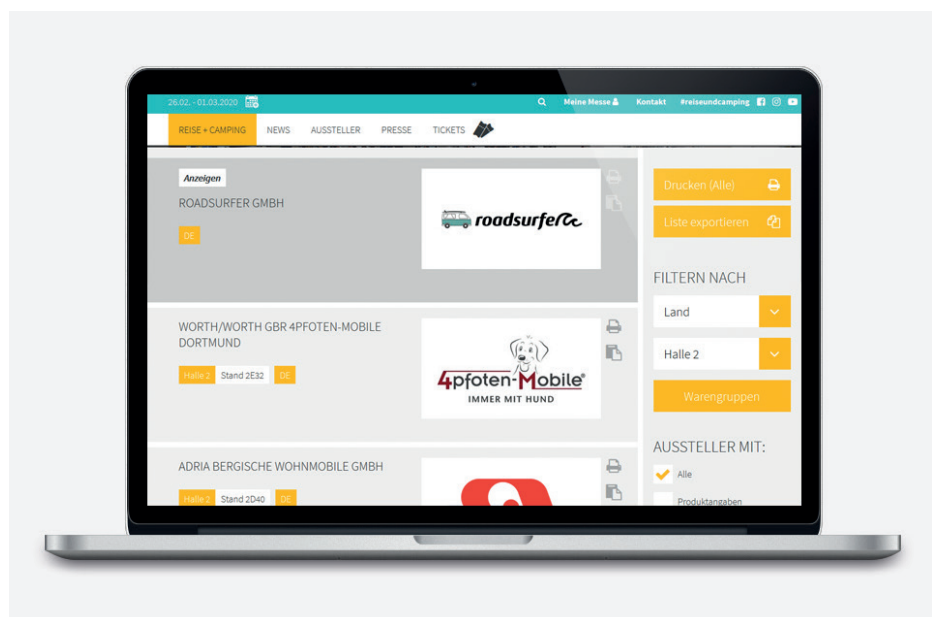 26.02. - 01.03.2020
Meine Messe
Kontakt
#reiseundcamping
REISE + CAMPING
NEWS
AUSSTELLER
PRESSE
TICKETS
Anzeigen
ROADSURFER GMBH
DE
roadsurfer
Drucken (Alle)
Liste exportieren
FILTERN NACH
Land
Halle 2
Warengruppen
WORTH/WORTH GBR 4PFOTEN-MOBILE
DORTMUND
Halle 2 Stand 2E32 DE
4pfoten-Mobile®
IMMER MIT HUND
AUSSTELLER MIT:
Alle
Produktangaben
ADRIA BERGISCHE WOHNMOBILE GMBH
Halle 2 Stand 2D40 DE